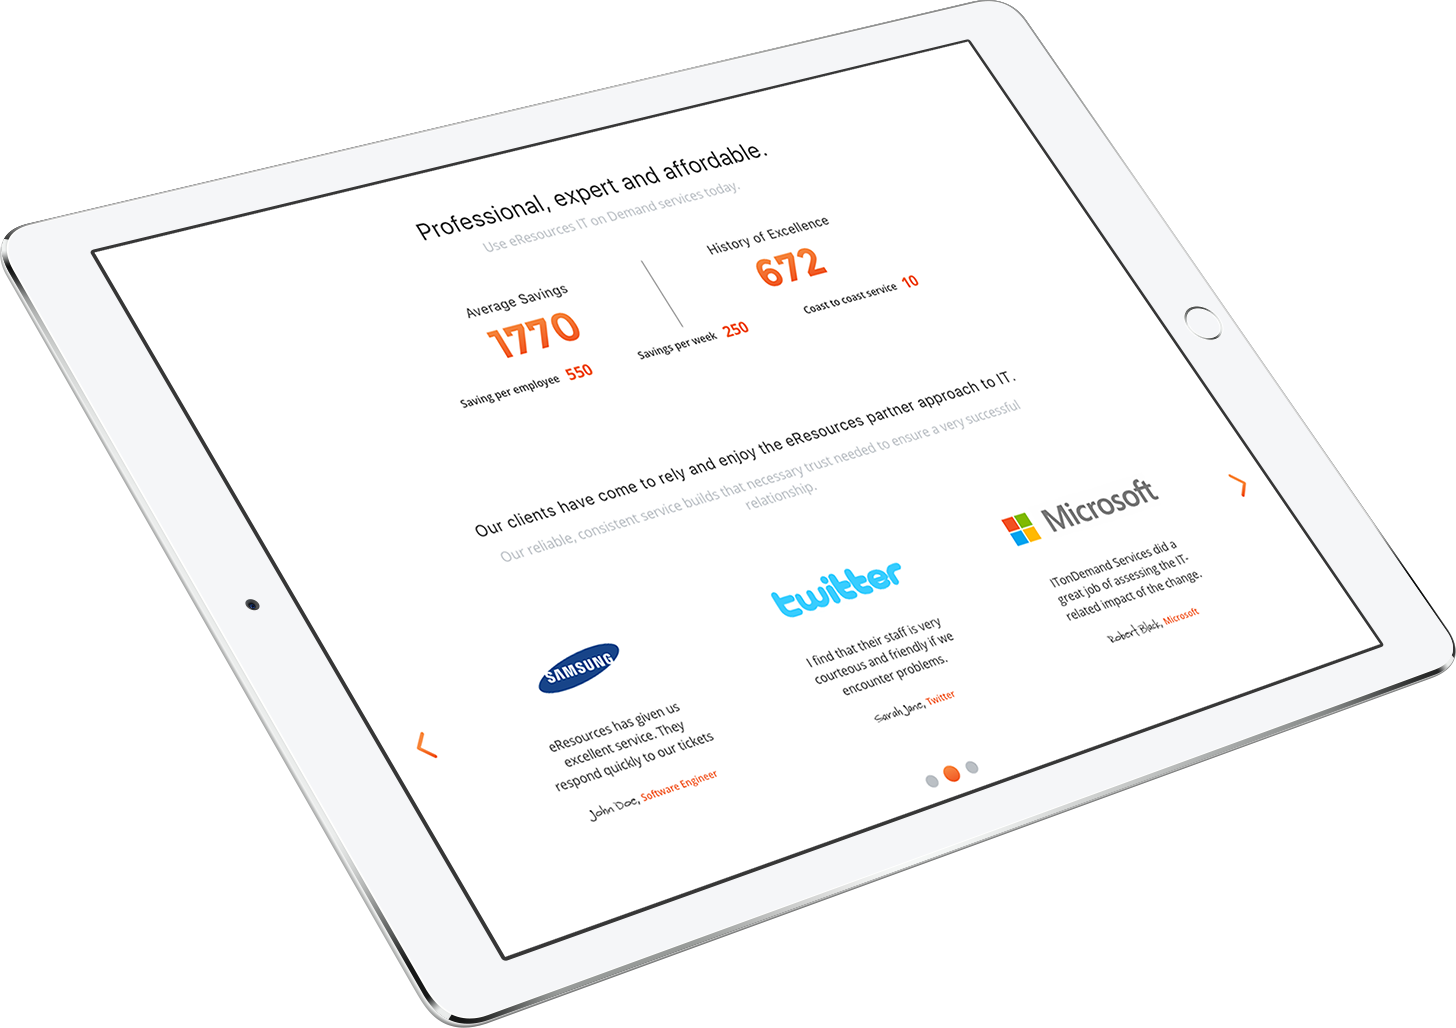 Professional, expert and affordable.
Use eResources IT on Demand services today.
Average Savings
1770
Saving per employee 550
Savings per week 250
History of Excellence
672
Coast to coast service 10
Our clients have come to rely and enjoy the eResources partner approach to IT.
Our reliable, consistent service builds that necessary trust needed to ensure a very successful
relationship.
SAMSUNG
eResources has given us
excellent service. They
respond quickly to our tickets
John Doe, Software Engineer
twitter
I find that their staff is very
courteous and friendly if we
encounter problems.
Sarah Jane, Twitter
Microsoft
ITonDemand Services did a
great job of assessing the IT-
related impact of the change.
Robert Black, Microsoft